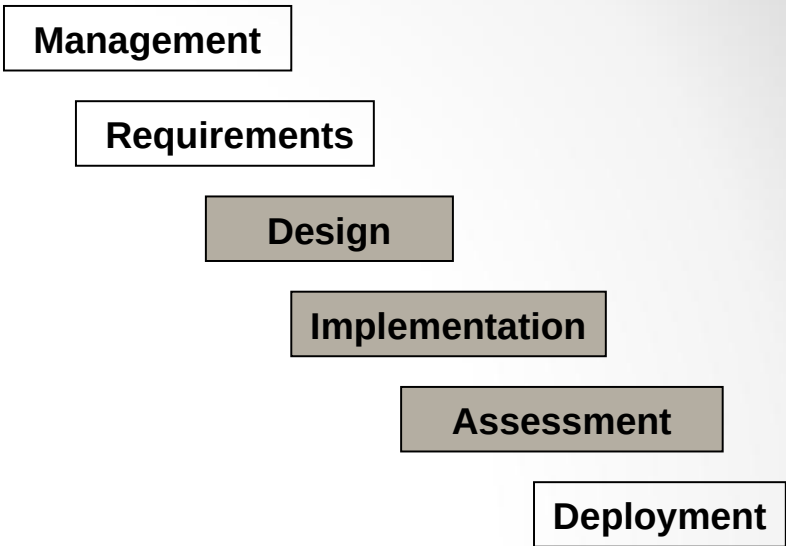 Management
Requirements
Design
Implementation
Assessment
Deployment